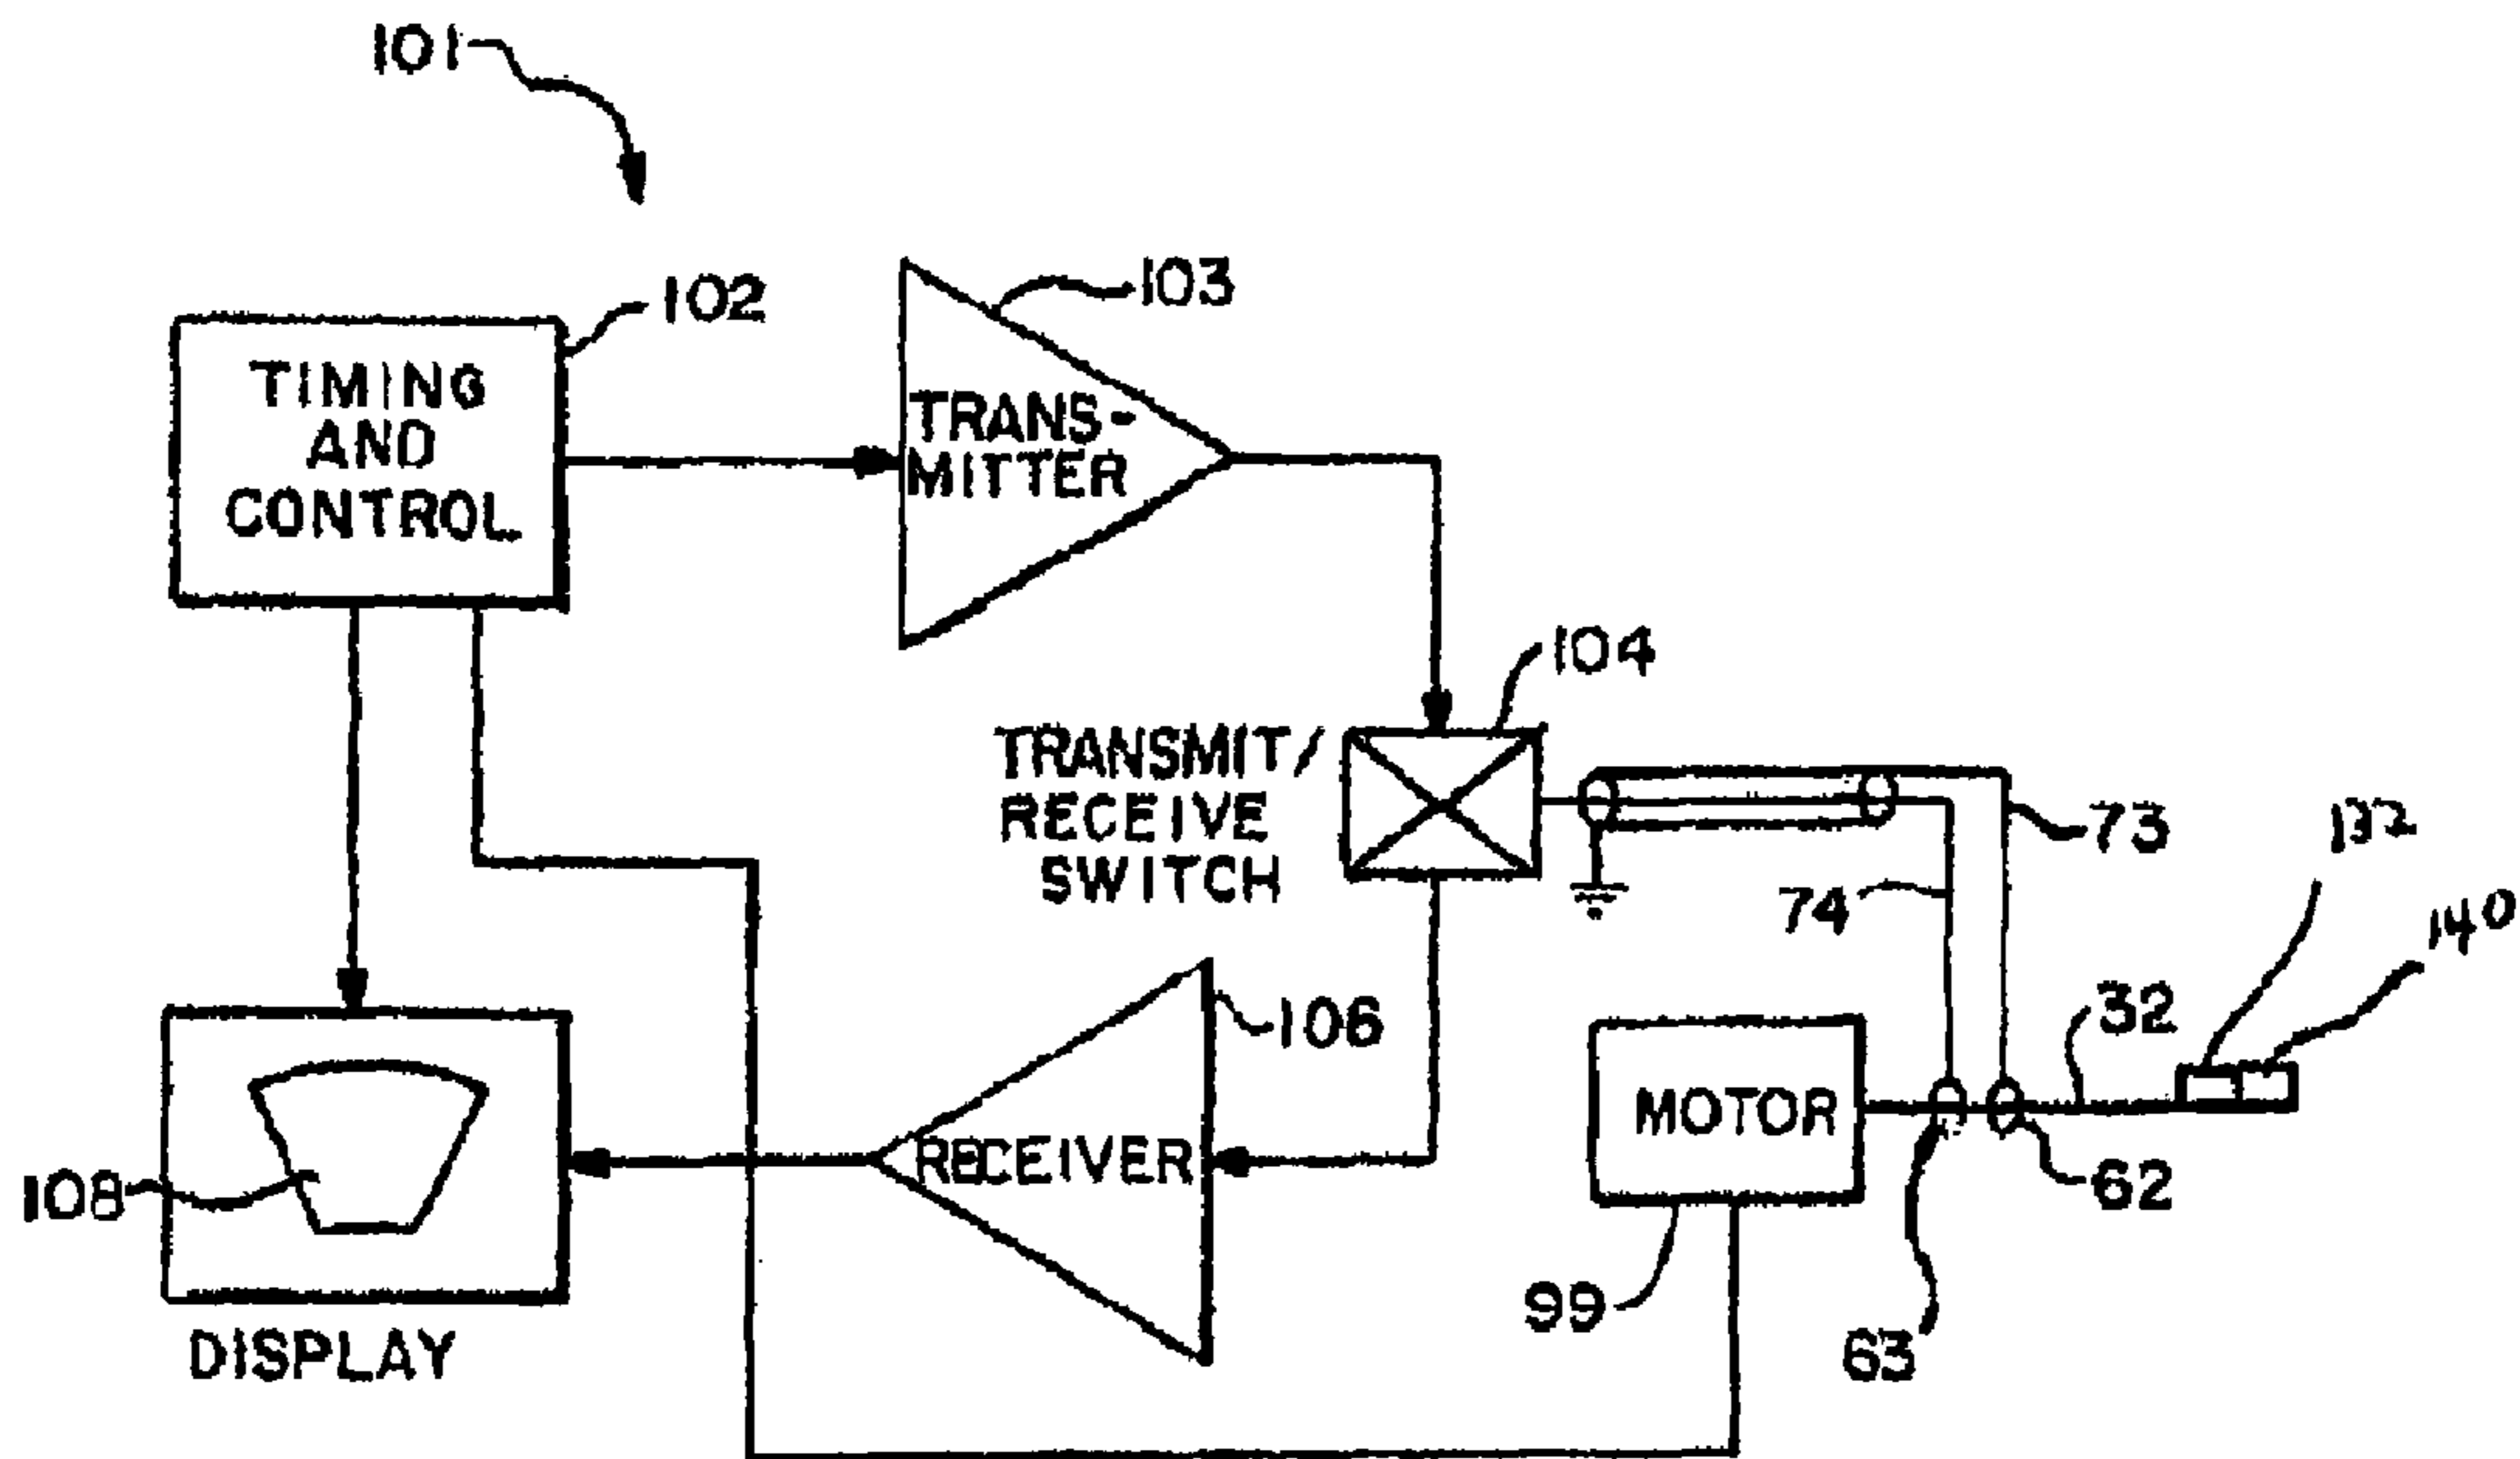 101
102
103
TIMING
AND
CONTROL
TRANS-
MITTER
104
TRANSMIT/
RECEIVE
SWITCH
73
74
132
140
32
106
MOTOR
RECEIVER
62
108
99
63
DISPLAY